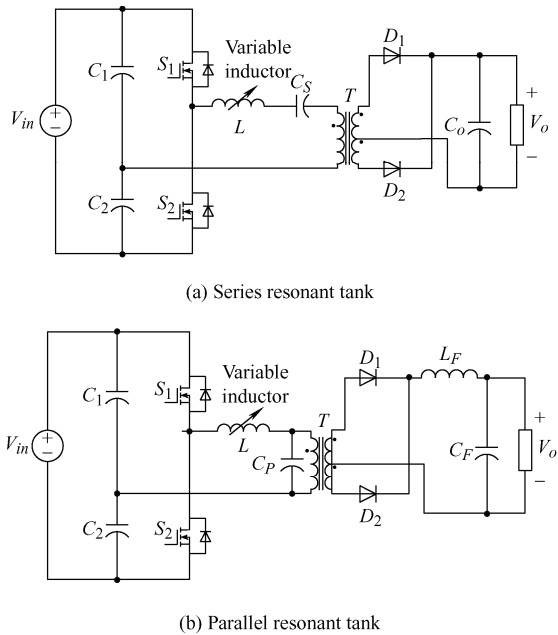 Variable
inductor
C1
S1
CS
T
D1
Vin
L
Co
+
Vo
−
C2
S2
D2
(a) Series resonant tank
Variable
inductor
C1
S1
T
D1
LF
Vin
L
CP
CF
+
Vo
−
C2
S2
D2
(b) Parallel resonant tank